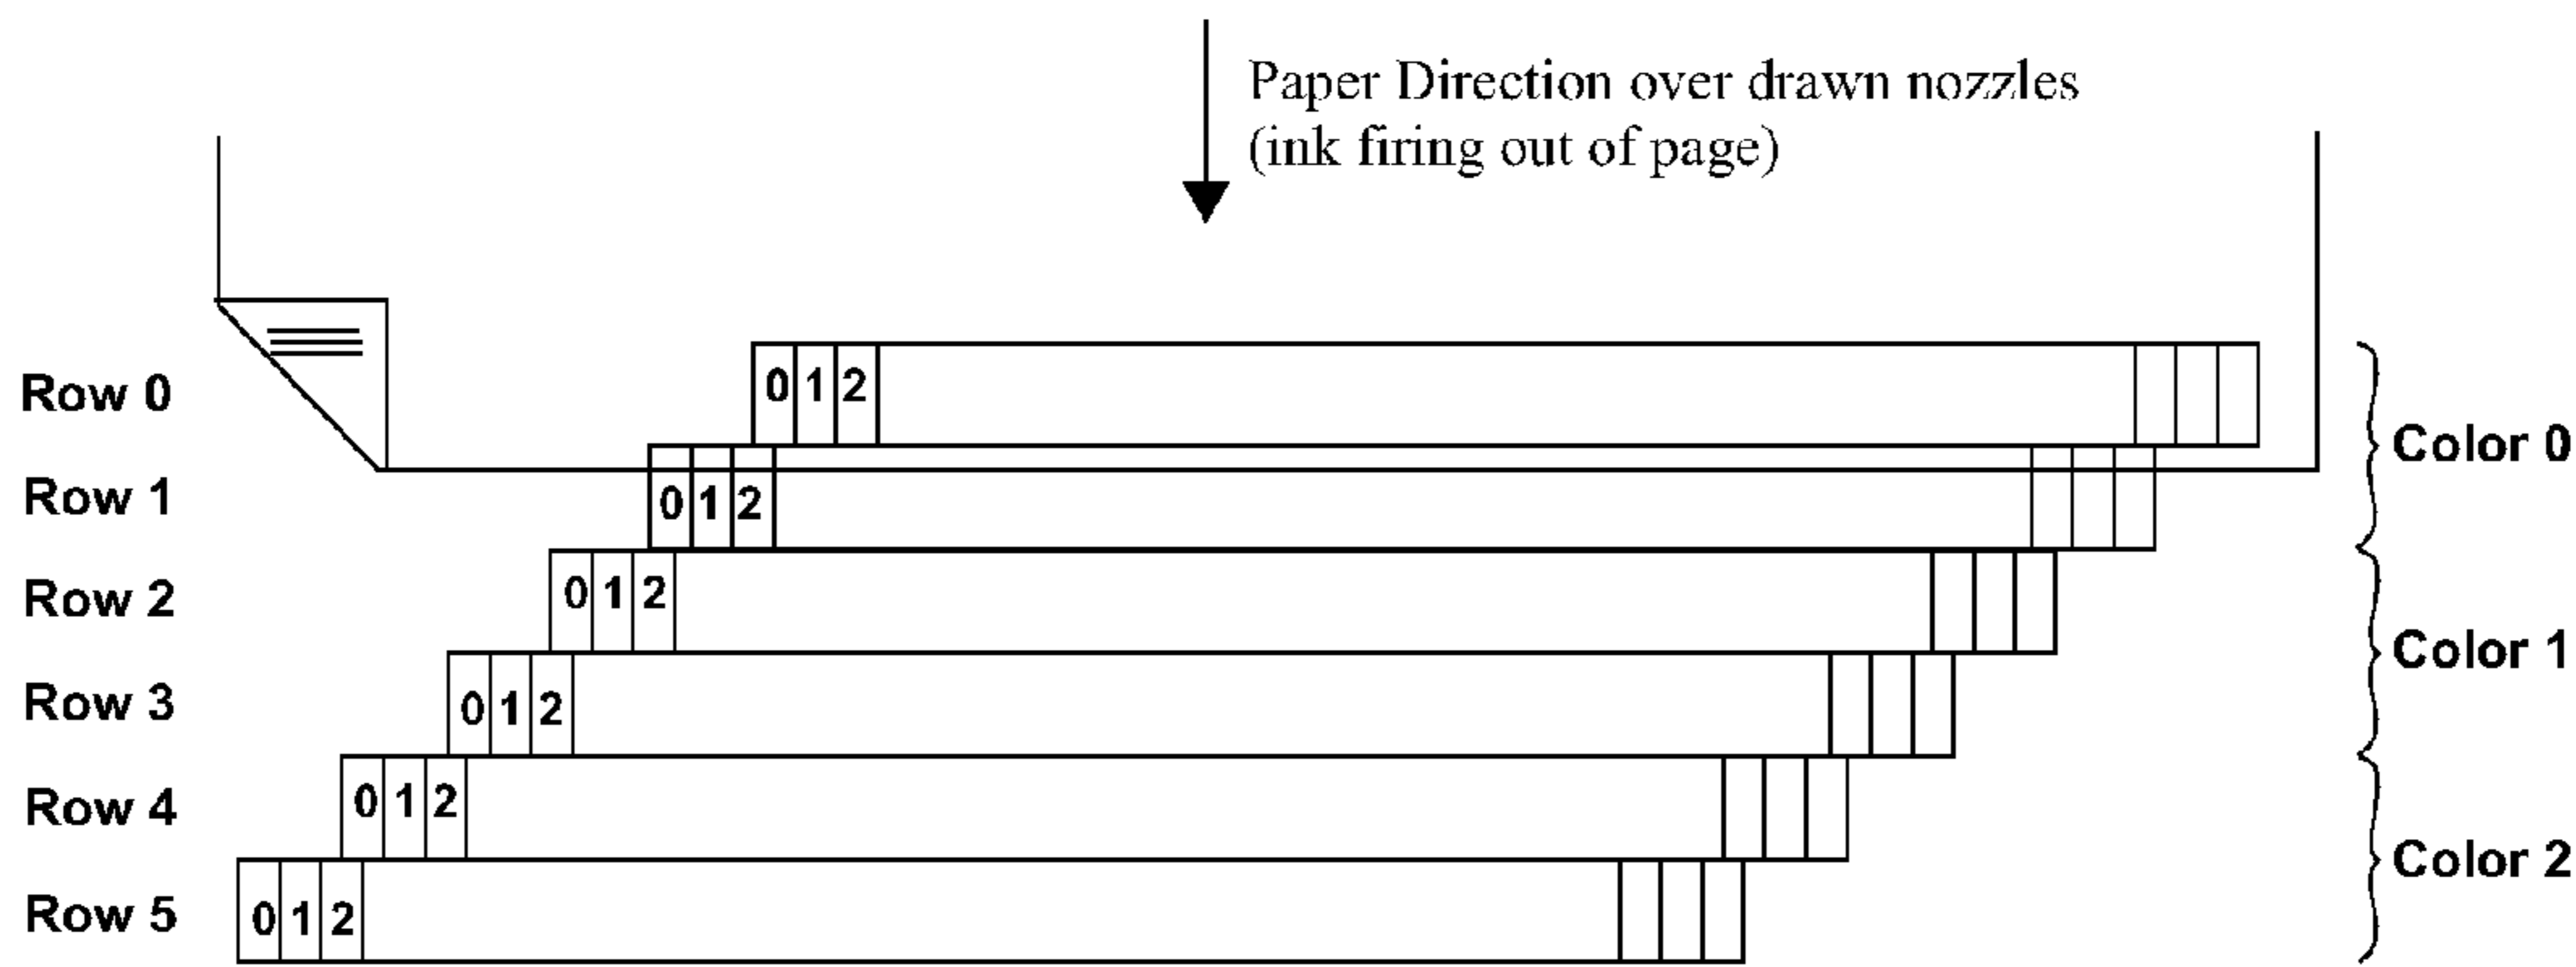 Paper Direction over drawn nozzles
(ink firing out of page)
Row 0
0 1 2
Color 0
Row 1
0 1 2
Row 2
0 1 2
Color 1
Row 3
0 1 2
Row 4
0 1 2
Color 2
Row 5
0 1 2